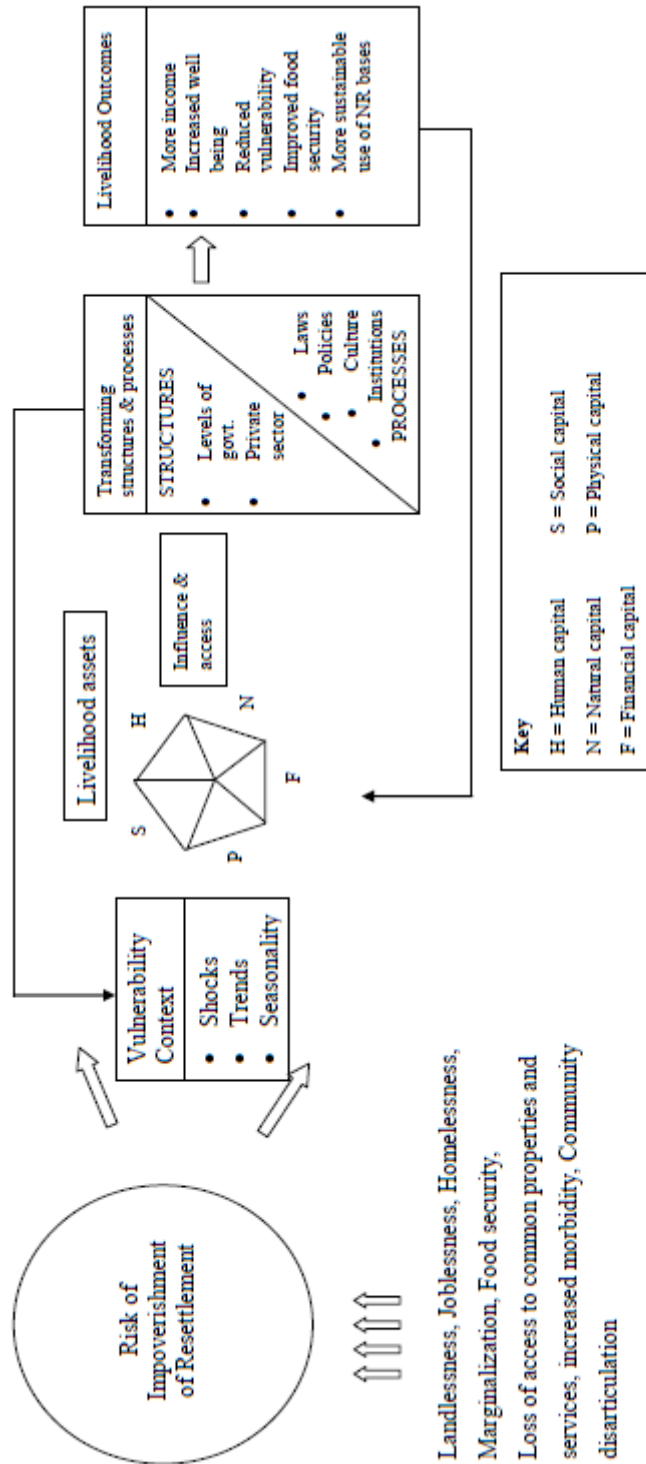 Risk of
Impoverishment
of Resettlement
Landlessness, Joblessness, Homelessness,
Marginalization, Food security,
Loss of access to common properties and
services, increased morbidity, Community
disarticulation
Vulnerability
Context
• Shocks
• Trends
• Seasonality
Livelihood assets
S
H
P
N
F
Influence &
access
Transforming
structures & processes
STRUCTURES
• Levels of
govt.
• Private
sector
• Laws
• Policies
• Culture
• Institutions
PROCESSES
Livelihood Outcomes
• More income
• Increased well
being
• Reduced
vulnerability
• Improved food
security
• More sustainable
use of NR bases
Key
H = Human capital S = Social capital
N = Natural capital P = Physical capital
F = Financial capital